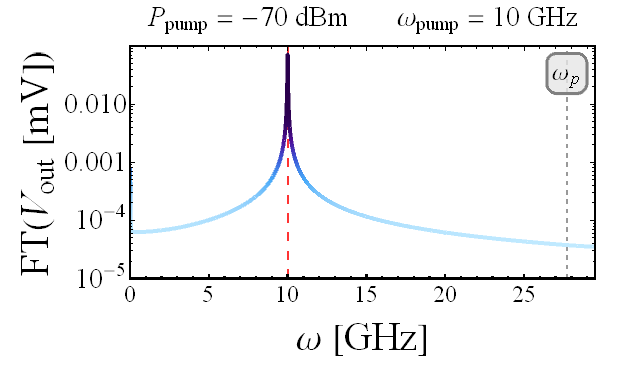 P_pump = −70 dBm ω_pump = 10 GHz
FT(V_out [mV])
0.010
0.001
10^−4
10^−5
ω_p
0 5 10 15 20 25
ω [GHz]